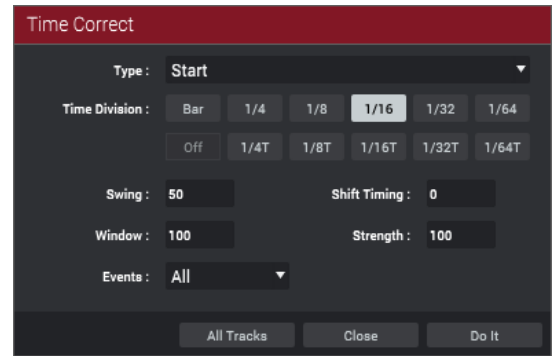 Time Correct
Type : Start
Time Division : Bar 1/4 1/8 1/16 1/32 1/64
Off 1/4T 1/8T 1/16T 1/32T 1/64T
Swing : 50 Shift Timing : 0
Window : 100 Strength : 100
Events : All
All Tracks Close Do It